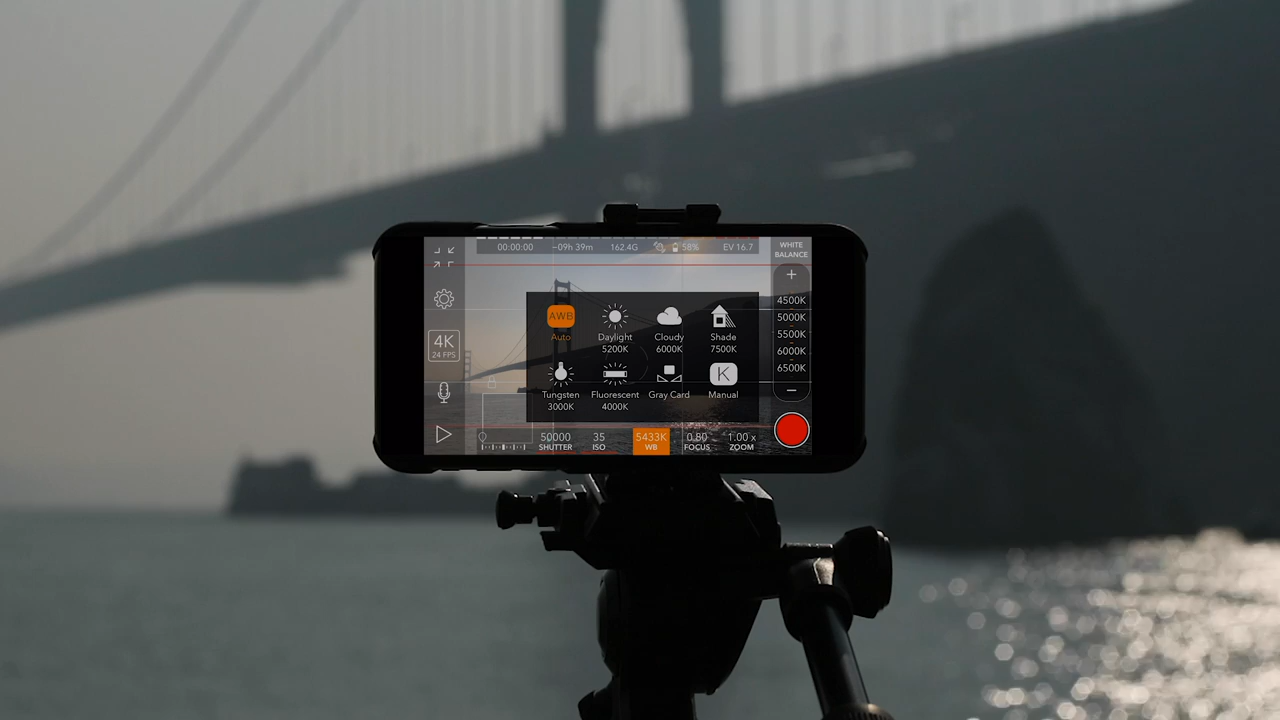 00:00:00 ~09h 39m 162.4G 58% EV 16.7
WHITE
BALANCE
+
4500K
5000K
5500K
6000K
6500K
−
4K
24 FPS
AWB
Auto
Daylight
5200K
Cloudy
6000K
Shade
7500K
Tungsten
3000K
Fluorescent
4000K
Gray Card
K
Manual
50000
SHUTTER
35
ISO
5433K
WB
0.80
FOCUS
1.00 x
ZOOM